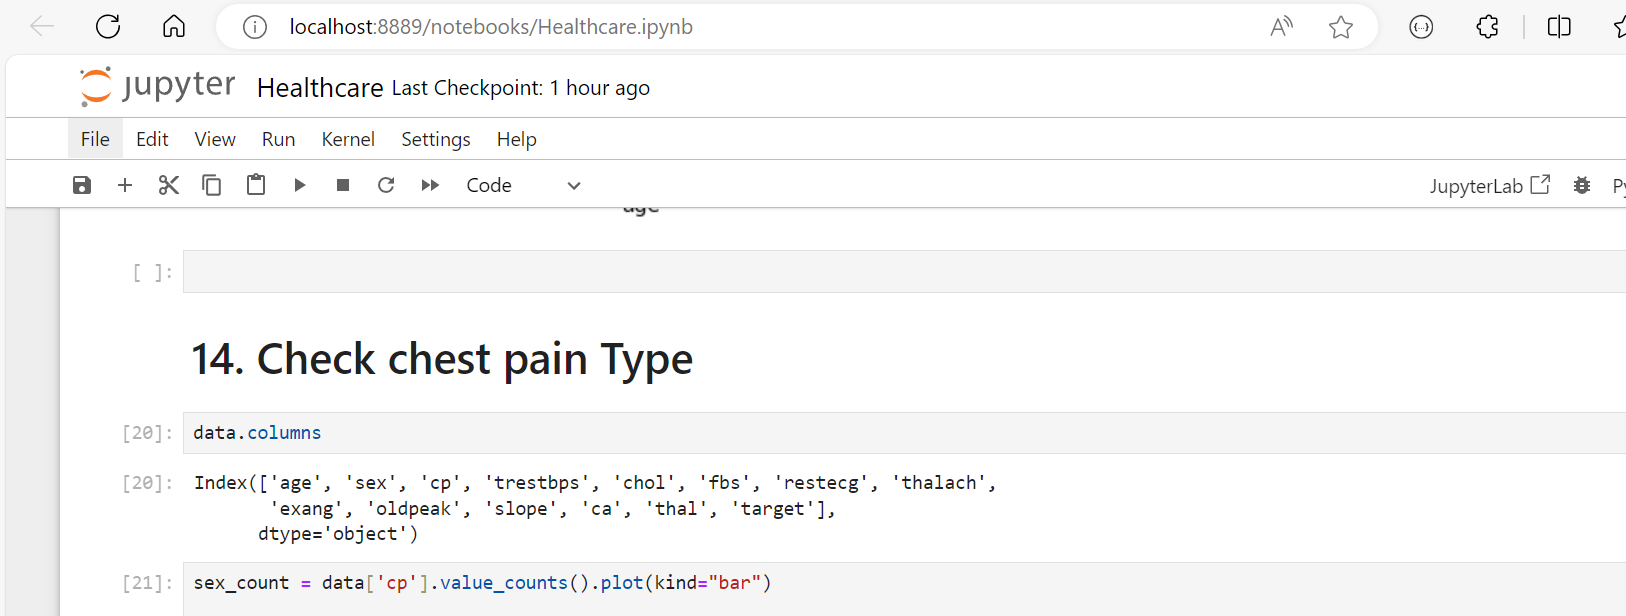 localhost:8889/notebooks/Healthcare.ipynb
jupyter Healthcare Last Checkpoint: 1 hour ago
File Edit View Run Kernel Settings Help
Code JupyterLab
age
[ ]:
14. Check chest pain Type
[20]: data.columns
[20]: Index(['age', 'sex', 'cp', 'trestbps', 'chol', 'fbs', 'restecg', 'thalach',
'exang', 'oldpeak', 'slope', 'ca', 'thal', 'target'],
dtype='object')
[21]: sex_count = data['cp'].value_counts().plot(kind="bar")